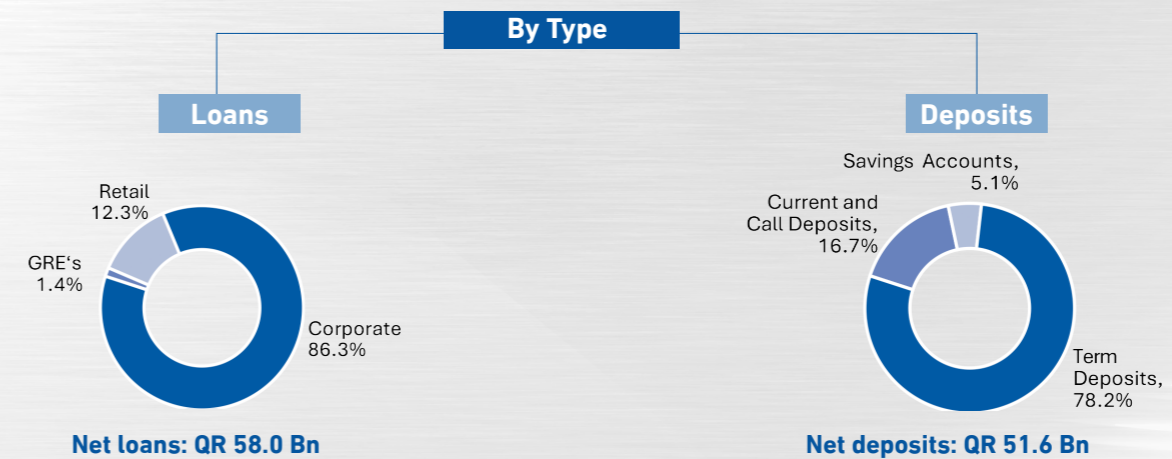 By Type
Loans
Retail
12.3%
GRE‘s
1.4%
Corporate
86.3%
Net loans: QR 58.0 Bn
Deposits
Savings Accounts,
5.1%
Current and
Call Deposits,
16.7%
Term
Deposits,
78.2%
Net deposits: QR 51.6 Bn